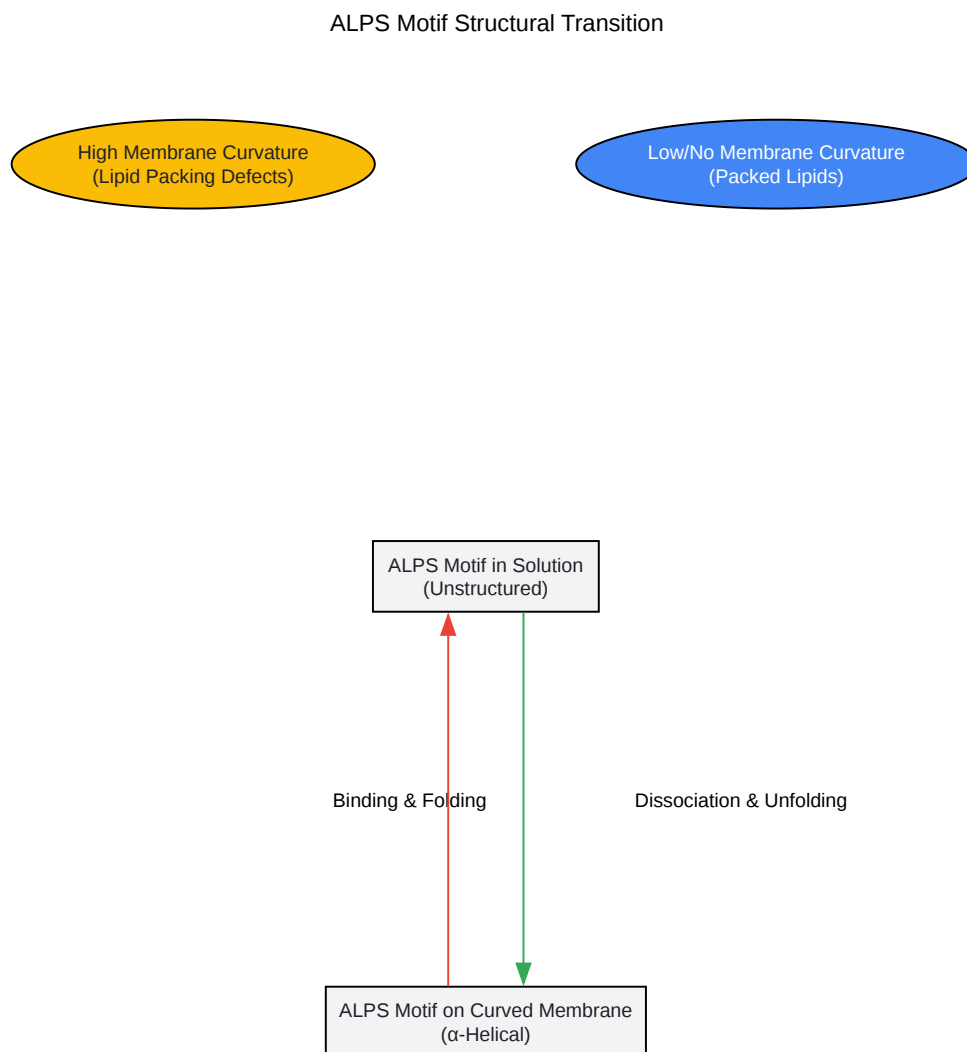 ALPS Motif Structural Transition
High Membrane Curvature
(Lipid Packing Defects)
Low/No Membrane Curvature
(Packed Lipids)
ALPS Motif in Solution
(Unstructured)
Binding & Folding
Dissociation & Unfolding
ALPS Motif on Curved Membrane
(α-Helical)